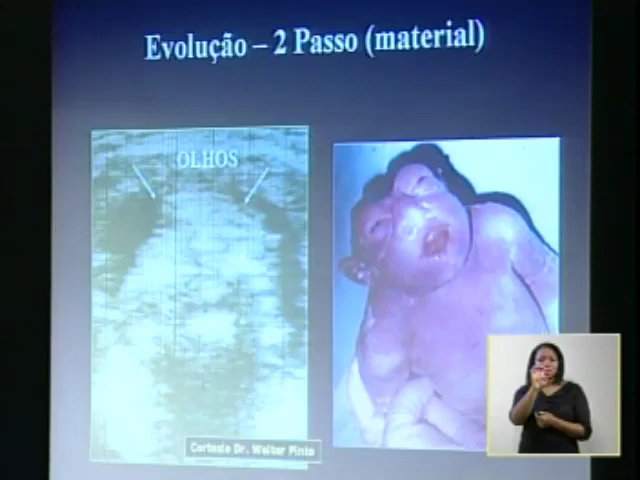 Evolução – 2 Passo (material)
OLHOS
Cortesia Dr. Walter Pinto